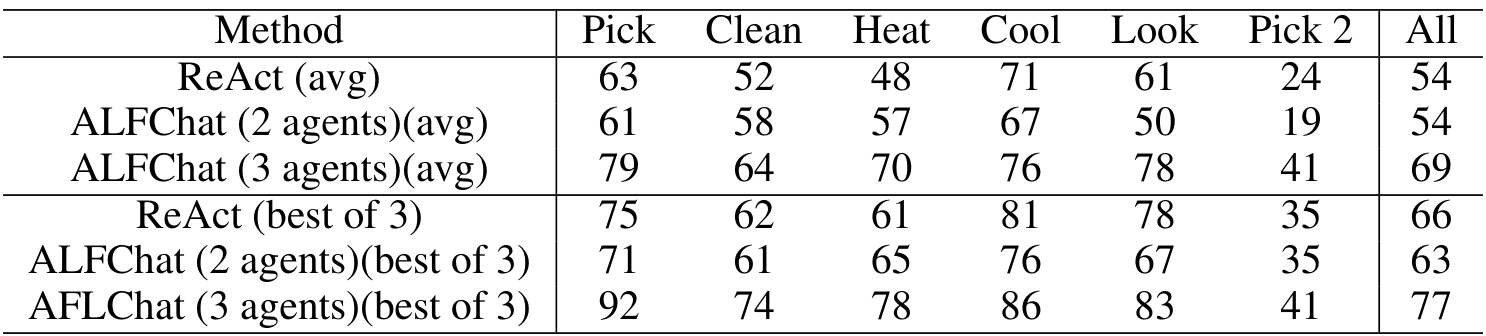 Method Pick Clean Heat Cool Look Pick 2 All
ReAct (avg) 63 52 48 71 61 24 54
ALFChat (2 agents)(avg) 61 58 57 67 50 19 54
ALFChat (3 agents)(avg) 79 64 70 76 78 41 69
ReAct (best of 3) 75 62 61 81 78 35 66
ALFChat (2 agents)(best of 3) 71 61 65 76 67 35 63
AFLChat (3 agents)(best of 3) 92 74 78 86 83 41 77